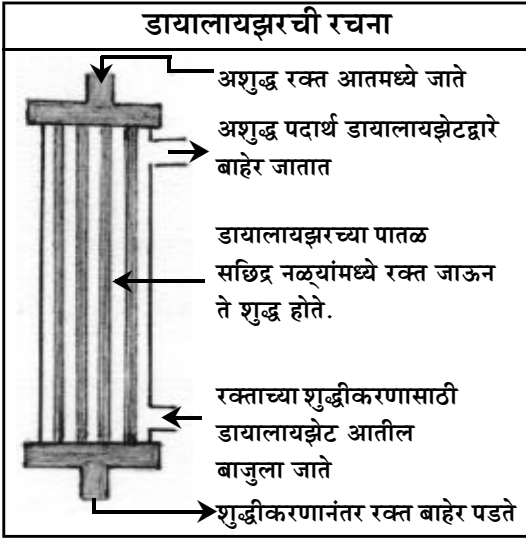 डायालायझरची रचना
अशुद्ध रक्त आतमध्ये जाते
अशुद्ध पदार्थ डायालायझेटद्वारे
बाहेर जातात
डायालायझरच्या पातळ
सछिद्र नळ्यांमध्ये रक्त जाऊन
ते शुद्ध होते.
रक्ताच्या शुद्धीकरणासाठी
डायालायझेट आतील
बाजुला जाते
शुद्धीकरणानंतर रक्त बाहेर पडते